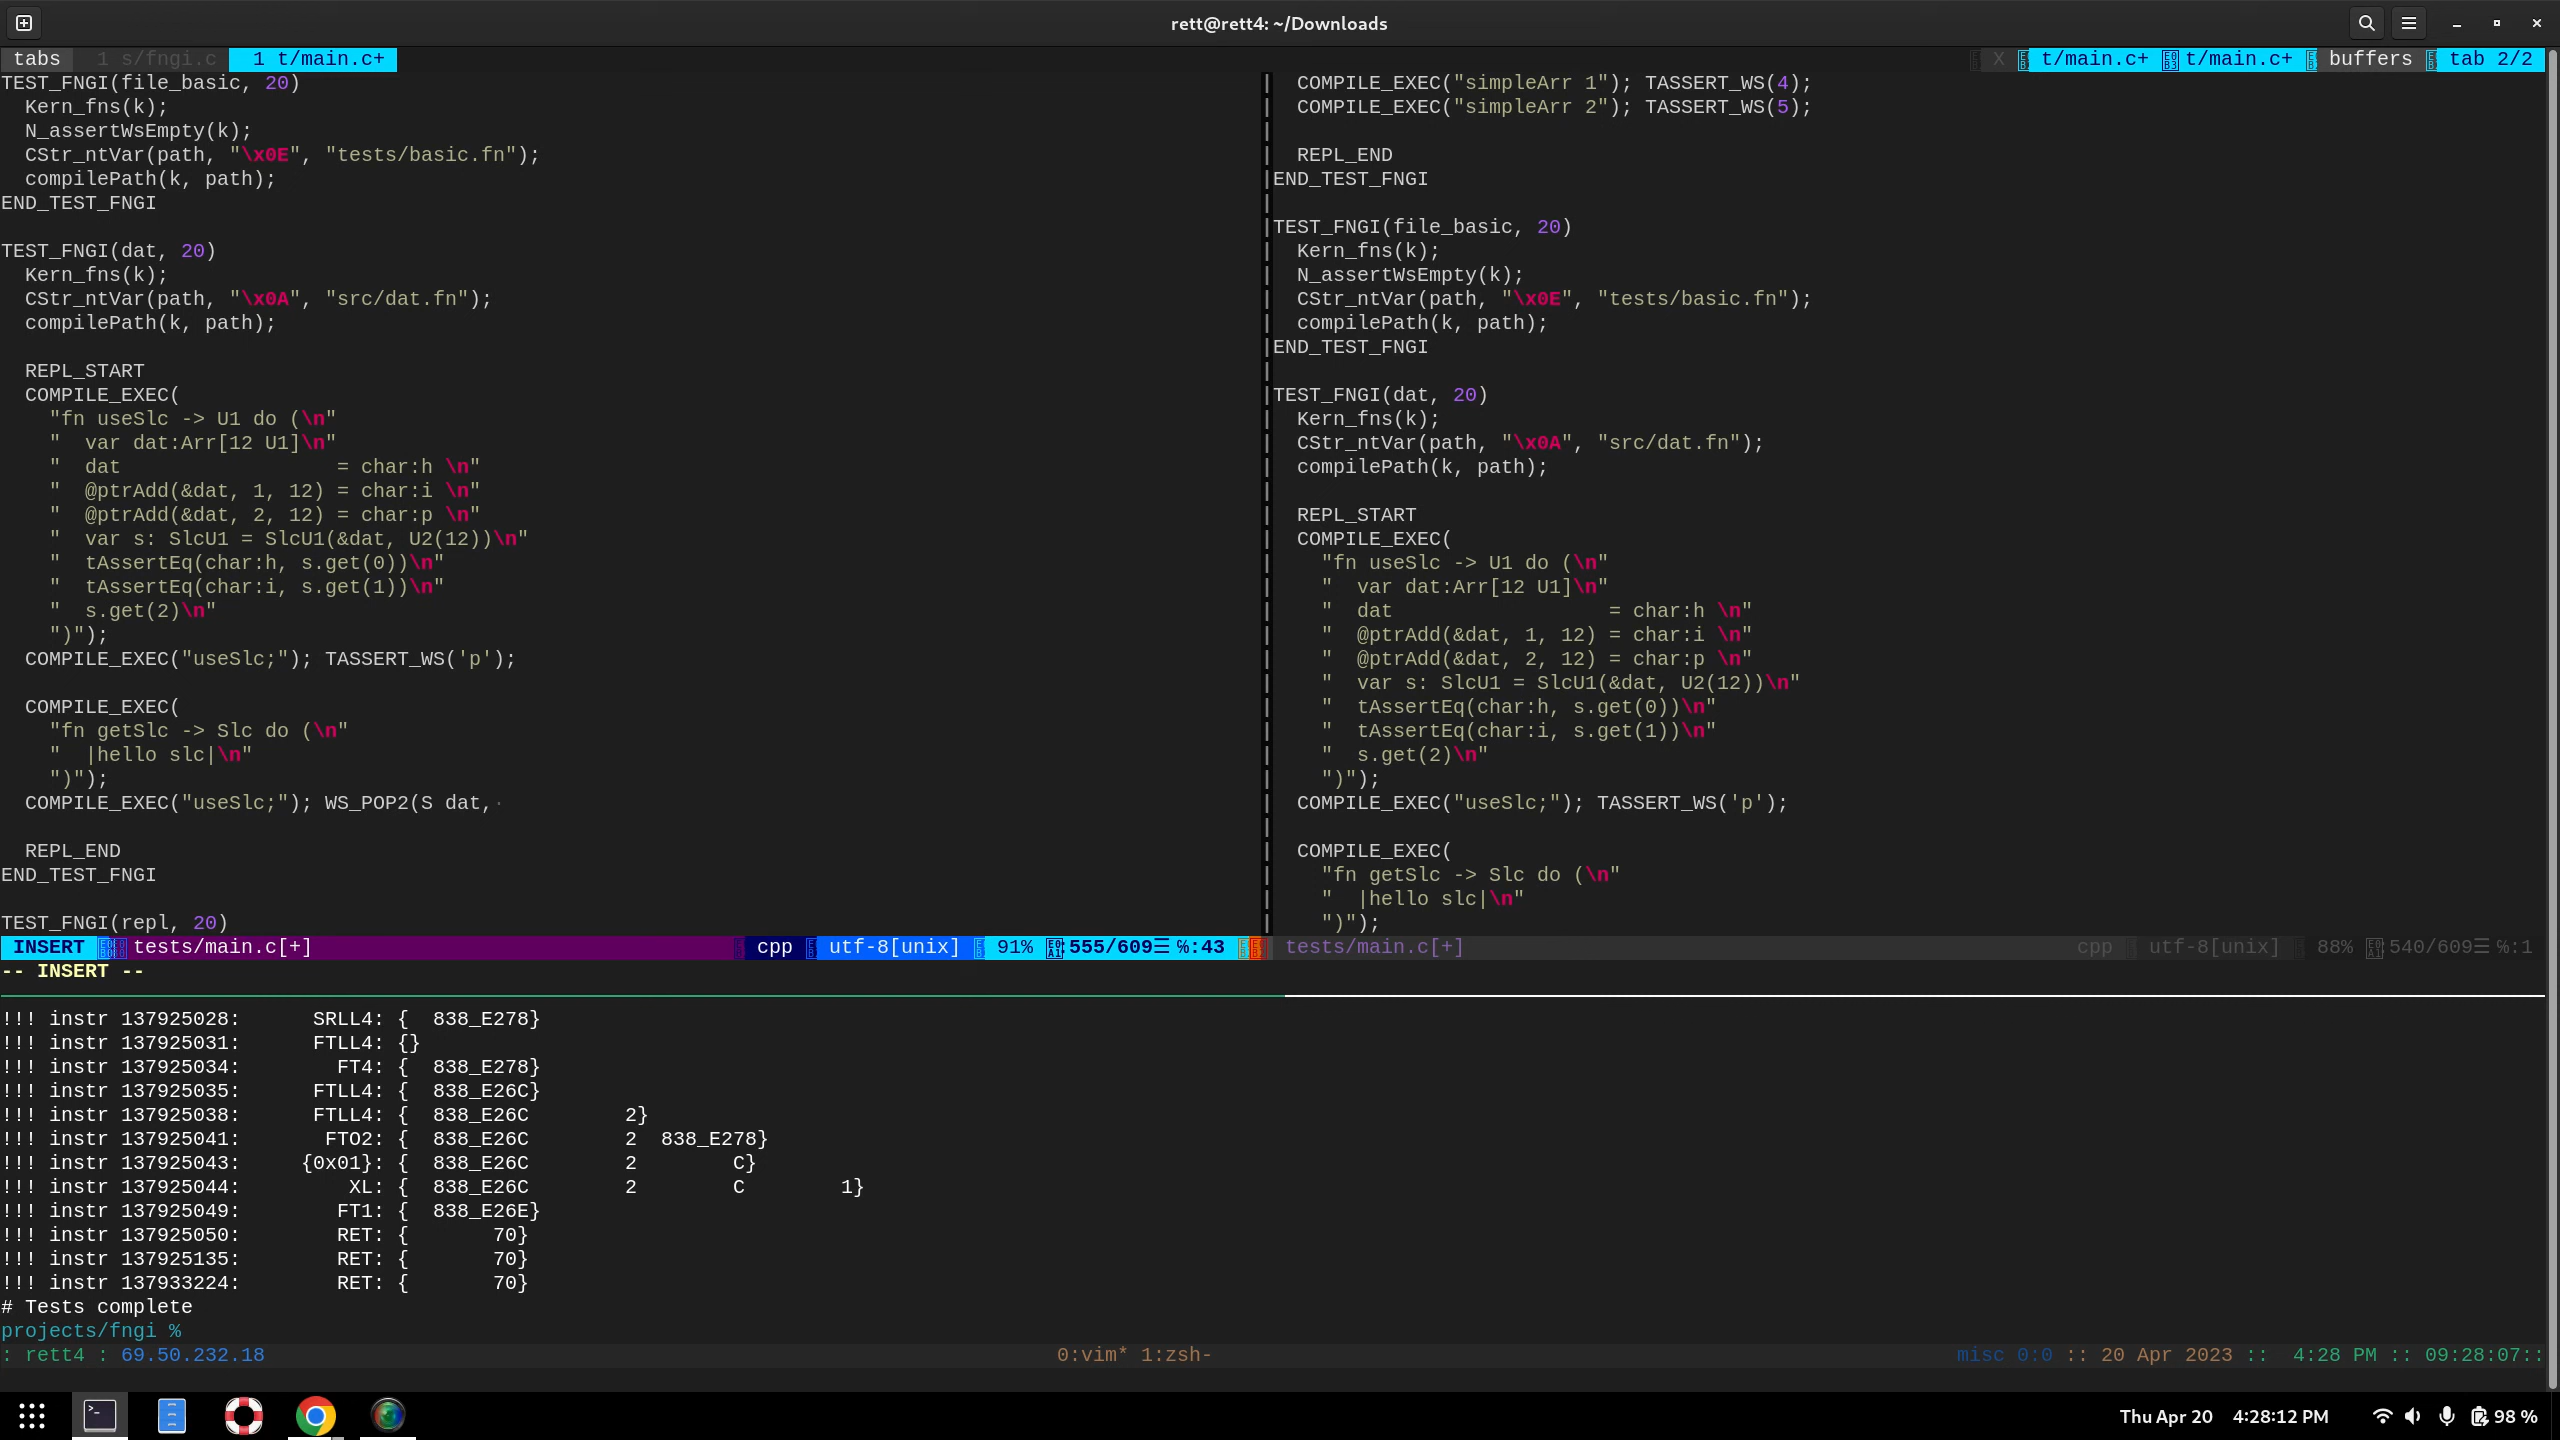 rett@rett4: ~/Downloads
tabs 1 s/fngi.c 1 t/main.c+ X t/main.c+ t/main.c+ buffers tab 2/2
TEST_FNGI(file_basic, 20)
  Kern_fns(k);
  N_assertWsEmpty(k);
  CStr_ntVar(path, "\x0E", "tests/basic.fn");
  compilePath(k, path);
END_TEST_FNGI
TEST_FNGI(dat, 20)
  Kern_fns(k);
  CStr_ntVar(path, "\x0A", "src/dat.fn");
  compilePath(k, path);
  REPL_START
  COMPILE_EXEC(
    "fn useSlc -> U1 do (\n"
    "  var dat:Arr[12 U1]\n"
    "  dat                  = char:h \n"
    "  @ptrAdd(&dat, 1, 12) = char:i \n"
    "  @ptrAdd(&dat, 2, 12) = char:p \n"
    "  var s: SlcU1 = SlcU1(&dat, U2(12))\n"
    "  tAssertEq(char:h, s.get(0))\n"
    "  tAssertEq(char:i, s.get(1))\n"
    "  s.get(2)\n"
    ")");
  COMPILE_EXEC("useSlc;"); TASSERT_WS('p');
  COMPILE_EXEC(
    "fn getSlc -> Slc do (\n"
    "  |hello slc|\n"
    ")");
  COMPILE_EXEC("useSlc;"); WS_POP2(S dat,·
  REPL_END
END_TEST_FNGI
TEST_FNGI(repl, 20)
  COMPILE_EXEC("simpleArr 1"); TASSERT_WS(4);
  COMPILE_EXEC("simpleArr 2"); TASSERT_WS(5);
  REPL_END
END_TEST_FNGI
TEST_FNGI(file_basic, 20)
  Kern_fns(k);
  N_assertWsEmpty(k);
  CStr_ntVar(path, "\x0E", "tests/basic.fn");
  compilePath(k, path);
END_TEST_FNGI
TEST_FNGI(dat, 20)
  Kern_fns(k);
  CStr_ntVar(path, "\x0A", "src/dat.fn");
  compilePath(k, path);
  REPL_START
  COMPILE_EXEC(
    "fn useSlc -> U1 do (\n"
    "  var dat:Arr[12 U1]\n"
    "  dat                  = char:h \n"
    "  @ptrAdd(&dat, 1, 12) = char:i \n"
    "  @ptrAdd(&dat, 2, 12) = char:p \n"
    "  var s: SlcU1 = SlcU1(&dat, U2(12))\n"
    "  tAssertEq(char:h, s.get(0))\n"
    "  tAssertEq(char:i, s.get(1))\n"
    "  s.get(2)\n"
    ")");
  COMPILE_EXEC("useSlc;"); TASSERT_WS('p');
  COMPILE_EXEC(
    "fn getSlc -> Slc do (\n"
    "  |hello slc|\n"
    ")");
INSERT tests/main.c[+] cpp utf-8[unix] 91% 555/609☰ ℅:43
tests/main.c[+] cpp utf-8[unix] 88% 540/609☰ ℅:1
-- INSERT --
!!! instr 137925028:      SRLL4: {  838_E278}
!!! instr 137925031:      FTLL4: {}
!!! instr 137925034:        FT4: {  838_E278}
!!! instr 137925035:      FTLL4: {  838_E26C}
!!! instr 137925038:      FTLL4: {  838_E26C        2}
!!! instr 137925041:       FTO2: {  838_E26C        2  838_E278}
!!! instr 137925043:     {0x01}: {  838_E26C        2        C}
!!! instr 137925044:         XL: {  838_E26C        2        C        1}
!!! instr 137925049:        FT1: {  838_E26E}
!!! instr 137925050:        RET: {       70}
!!! instr 137925135:        RET: {       70}
!!! instr 137933224:        RET: {       70}
# Tests complete
projects/fngi %
: rett4 : 69.50.232.18 0:vim* 1:zsh- misc 0:0 :: 20 Apr 2023 :: 4:28 PM :: 09:28:07::
Thu Apr 20 4:28:12 PM 98 %